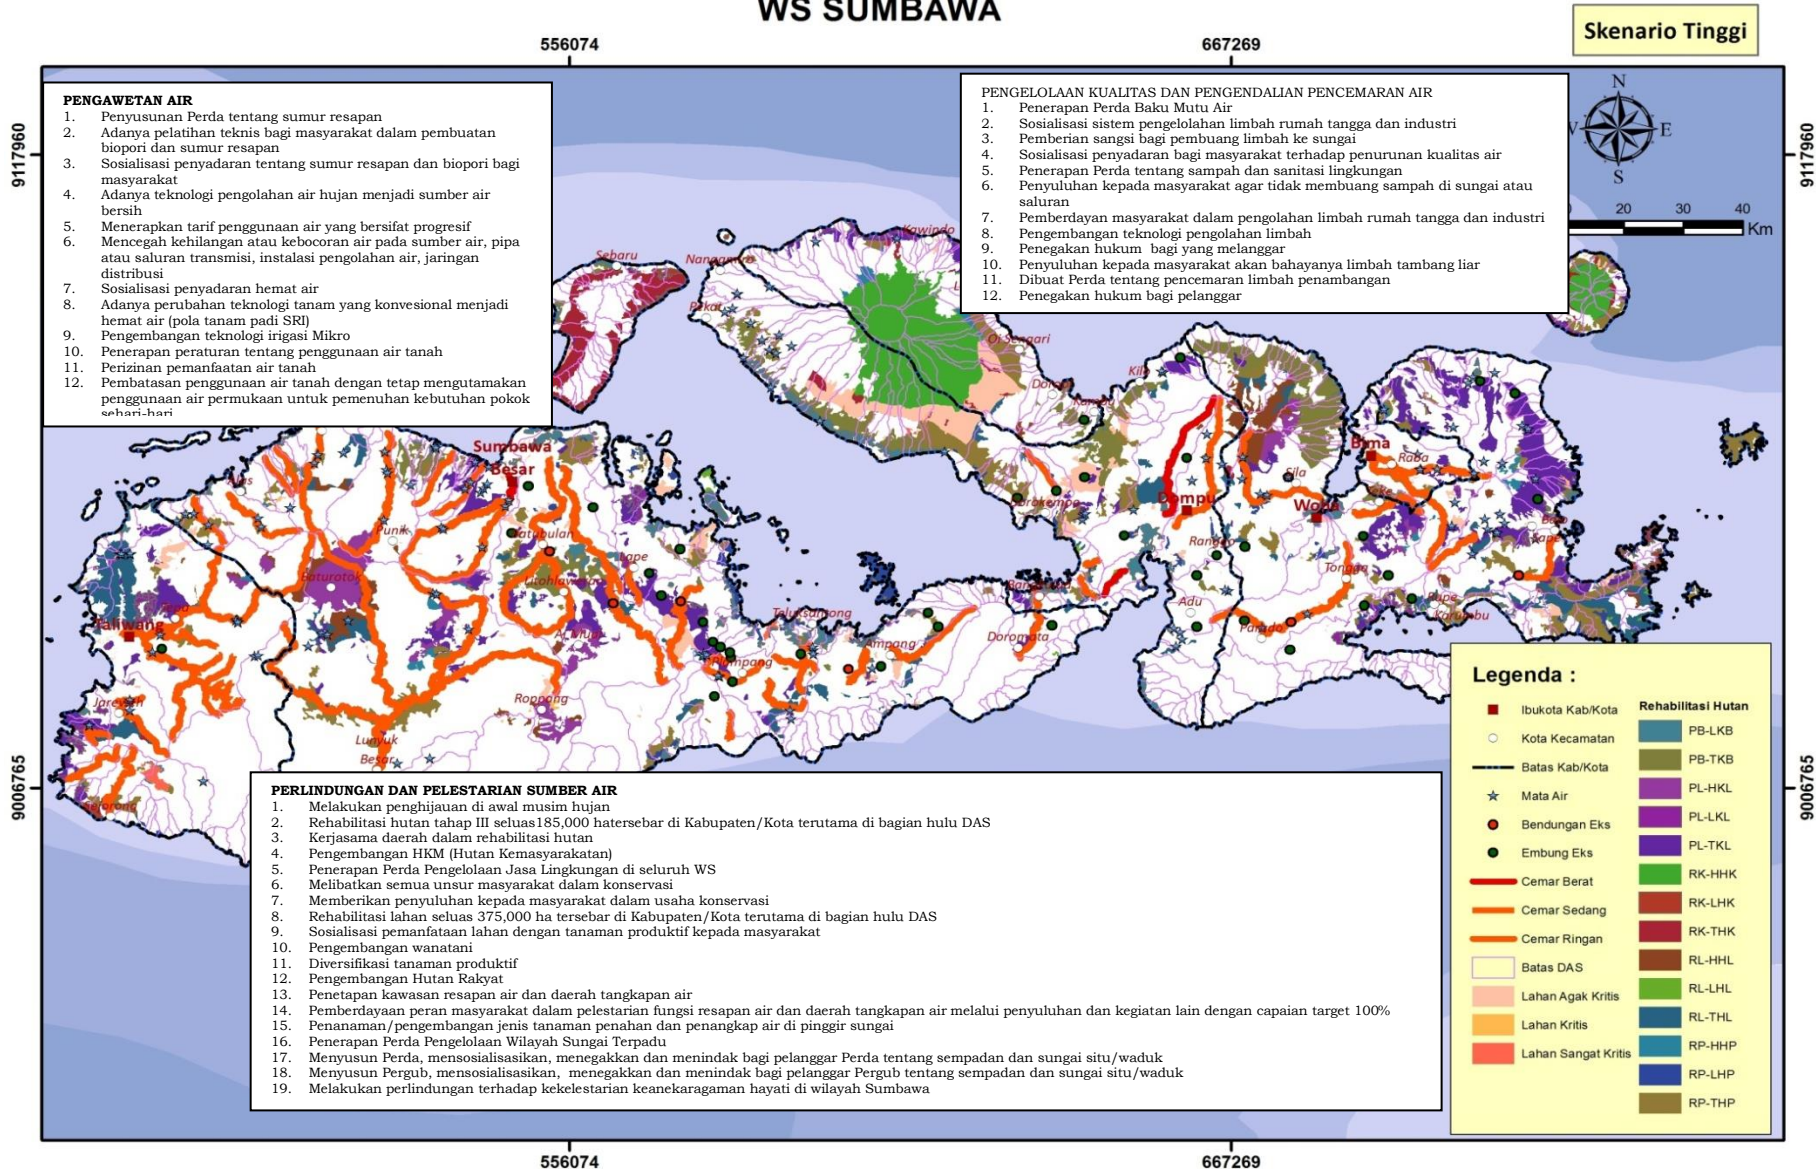 WS SUMBAWA
Skenario Tinggi
556074
667269
9117960
9117960
PENGAWETAN AIR
1. Penyusunan Perda tentang sumur resapan
2. Adanya pelatihan teknis bagi masyarakat dalam pembuatan
biopori dan sumur resapan
3. Sosialisasi penyadaran tentang sumur resapan dan biopori bagi
masyarakat
4. Adanya teknologi pengolahan air hujan menjadi sumber air
bersih
5. Menerapkan tarif penggunaan air yang bersifat progresif
6. Mencegah kehilangan atau kebocoran air pada sumber air, pipa
atau saluran transmisi, instalasi pengolahan air, jaringan
distribusi
7. Sosialisasi penyadaran hemat air
8. Adanya perubahan teknologi tanam yang konvesional menjadi
hemat air (pola tanam padi SRI)
9. Pengembangan teknologi irigasi Mikro
10. Penerapan peraturan tentang penggunaan air tanah
11. Perizinan pemanfaatan air tanah
12. Pembatasan penggunaan air tanah dengan tetap mengutamakan
penggunaan air permukaan untuk pemenuhan kebutuhan pokok
sehari-hari
PENGELOLAAN KUALITAS DAN PENGENDALIAN PENCEMARAN AIR
1. Penerapan Perda Baku Mutu Air
2. Sosialisasi sistem pengelolahan limbah rumah tangga dan industri
3. Pemberian sangsi bagi pembuang limbah ke sungai
4. Sosialisasi penyadaran bagi masyarakat terhadap penurunan kualitas air
5. Penerapan Perda tentang sampah dan sanitasi lingkungan
6. Penyuluhan kepada masyarakat agar tidak membuang sampah di sungai atau
saluran
7. Pemberdayan masyarakat dalam pengolahan limbah rumah tangga dan industri
8. Pengembangan teknologi pengolahan limbah
9. Penegakan hukum bagi yang melanggar
10. Penyuluhan kepada masyarakat akan bahayanya limbah tambang liar
11. Dibuat Perda tentang pencemaran limbah penambangan
12. Penegakan hukum bagi pelanggar
N
E
S
20 30 40
Km
Sebaru
Kawindo
Pekat
Oi Sengari
Kilo
Sumbawa
Besar
Bima
Raba
Sila
Woha
Dompu
Alas
Punik
Lape
Baturotok
Taliwang
Adu
Parado
Ampang
Doromata
Plampang
Roppang
Lunyuk
Besar
9006765
9006765
PERLINDUNGAN DAN PELESTARIAN SUMBER AIR
1. Melakukan penghijauan di awal musim hujan
2. Rehabilitasi hutan tahap III seluas185,000 hatersebar di Kabupaten/Kota terutama di bagian hulu DAS
3. Kerjasama daerah dalam rehabilitasi hutan
4. Pengembangan HKM (Hutan Kemasyarakatan)
5. Penerapan Perda Pengelolaan Jasa Lingkungan di seluruh WS
6. Melibatkan semua unsur masyarakat dalam konservasi
7. Memberikan penyuluhan kepada masyarakat dalam usaha konservasi
8. Rehabilitasi lahan seluas 375,000 ha tersebar di Kabupaten/Kota terutama di bagian hulu DAS
9. Sosialisasi pemanfataan lahan dengan tanaman produktif kepada masyarakat
10. Pengembangan wanatani
11. Diversifikasi tanaman produktif
12. Pengembangan Hutan Rakyat
13. Penetapan kawasan resapan air dan daerah tangkapan air
14. Pemberdayaan peran masyarakat dalam pelestarian fungsi resapan air dan daerah tangkapan air melalui penyuluhan dan kegiatan lain dengan capaian target 100%
15. Penanaman/pengembangan jenis tanaman penahan dan penangkap air di pinggir sungai
16. Penerapan Perda Pengelolaan Wilayah Sungai Terpadu
17. Menyusun Perda, mensosialisasikan, menegakkan dan menindak bagi pelanggar Perda tentang sempadan dan sungai situ/waduk
18. Menyusun Pergub, mensosialisasikan, menegakkan dan menindak bagi pelanggar Pergub tentang sempadan dan sungai situ/waduk
19. Melakukan perlindungan terhadap kekelestarian keanekaragaman hayati di wilayah Sumbawa
Legenda :
Ibukota Kab/Kota
Kota Kecamatan
Batas Kab/Kota
Mata Air
Bendungan Eks
Embung Eks
Cemar Berat
Cemar Sedang
Cemar Ringan
Batas DAS
Lahan Agak Kritis
Lahan Kritis
Lahan Sangat Kritis
Rehabilitasi Hutan
PB-LKB
PB-TKB
PL-HKL
PL-LKL
PL-TKL
RK-HHK
RK-LHK
RK-THK
RL-HHL
RL-LHL
RL-THL
RP-HHP
RP-LHP
RP-THP
556074
667269